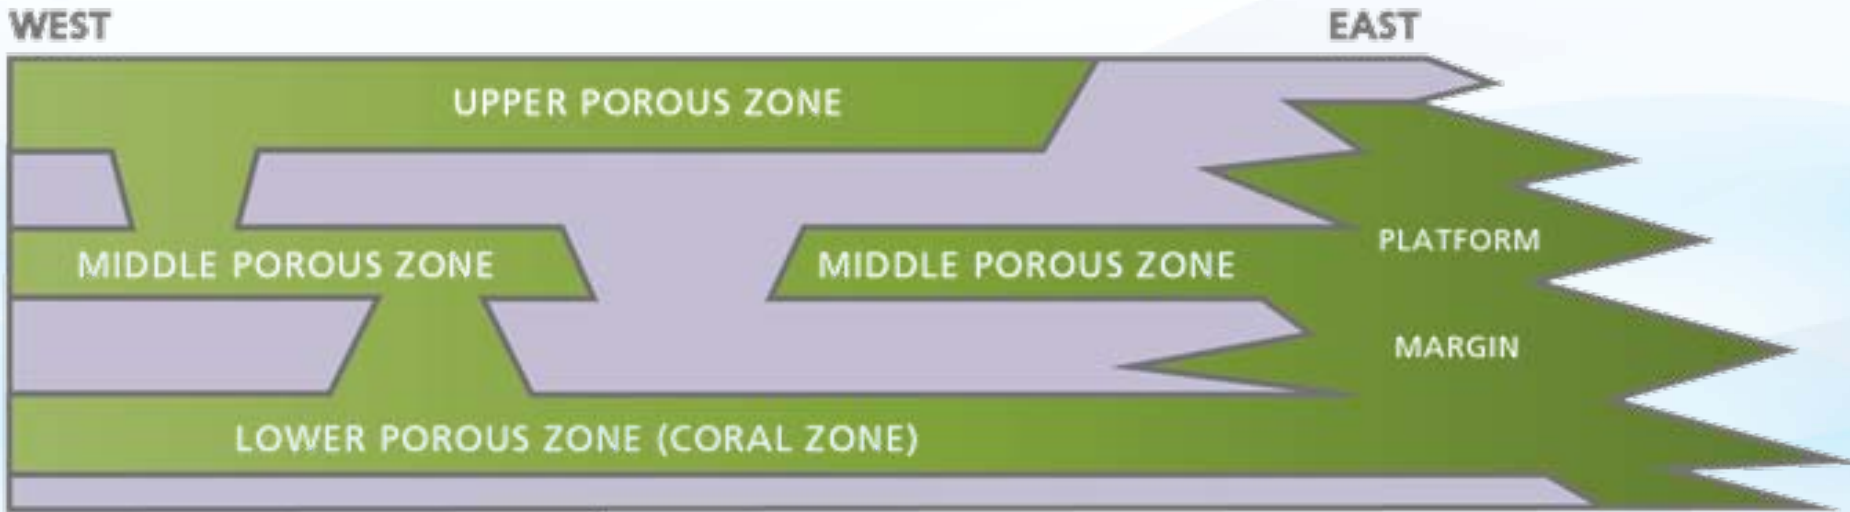 WEST
EAST
UPPER POROUS ZONE
MIDDLE POROUS ZONE
MIDDLE POROUS ZONE
PLATFORM
MARGIN
LOWER POROUS ZONE (CORAL ZONE)